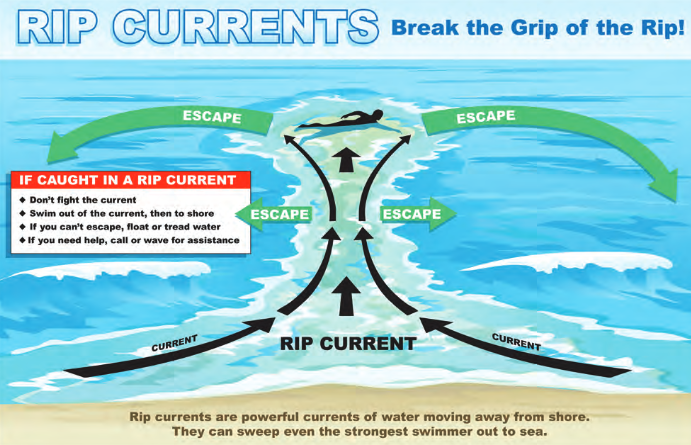 RIP CURRENTS Break the Grip of the Rip!
ESCAPE
ESCAPE
IF CAUGHT IN A RIP CURRENT
◆ Don't fight the current
◆ Swim out of the current, then to shore
◆ If you can't escape, float or tread water
◆ If you need help, call or wave for assistance
ESCAPE
ESCAPE
CURRENT
RIP CURRENT
CURRENT
Rip currents are powerful currents of water moving away from shore.
They can sweep even the strongest swimmer out to sea.